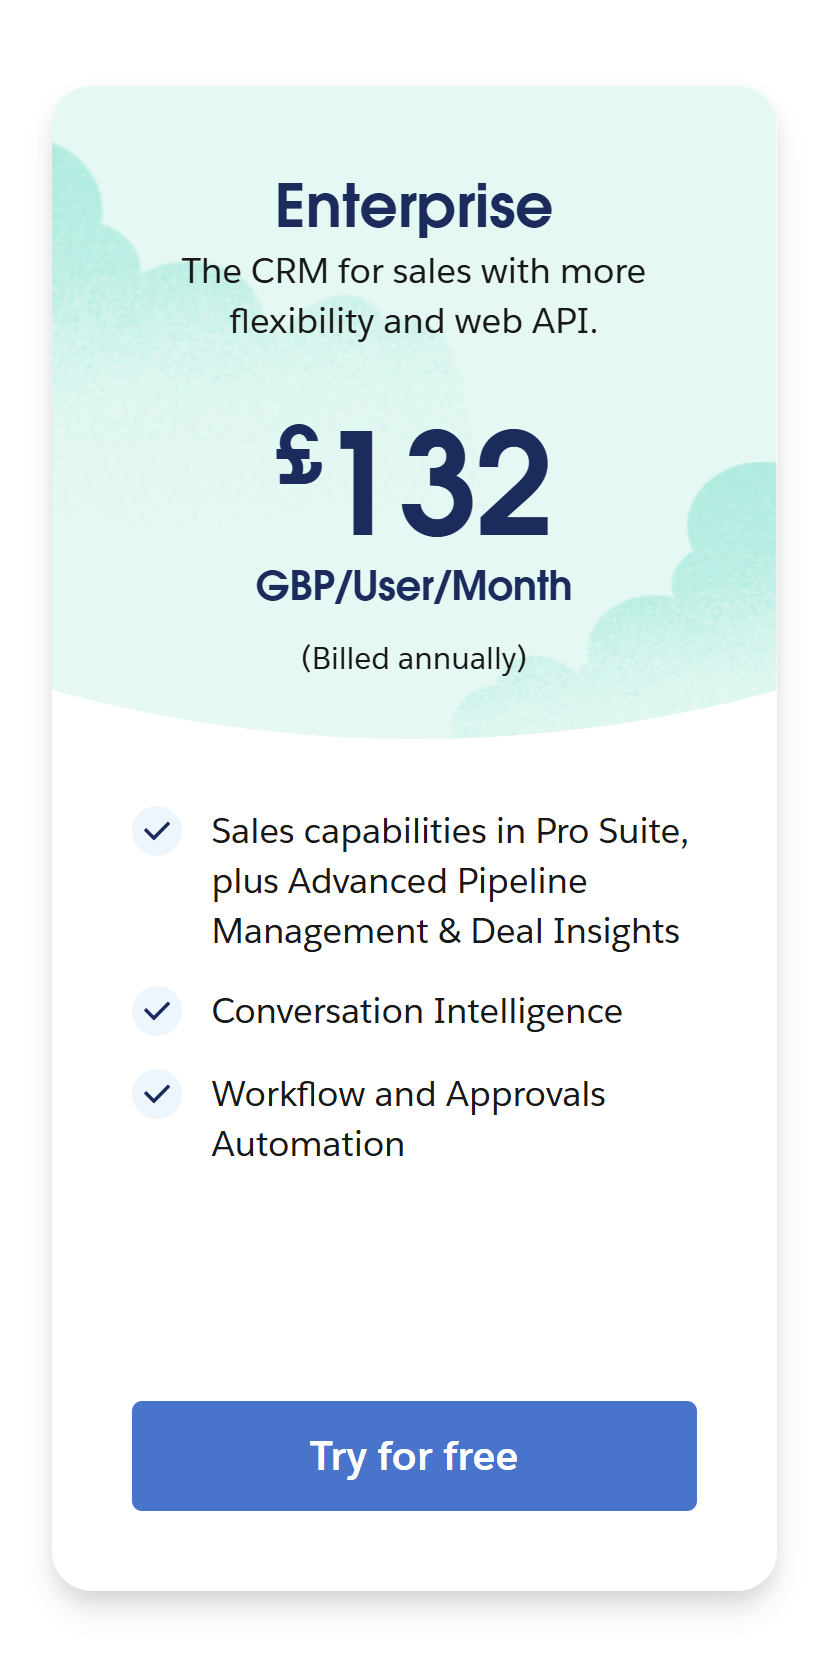 Enterprise
The CRM for sales with more
flexibility and web API.
£132
GBP/User/Month
(Billed annually)
Sales capabilities in Pro Suite,
plus Advanced Pipeline
Management & Deal Insights
Conversation Intelligence
Workflow and Approvals
Automation
Try for free